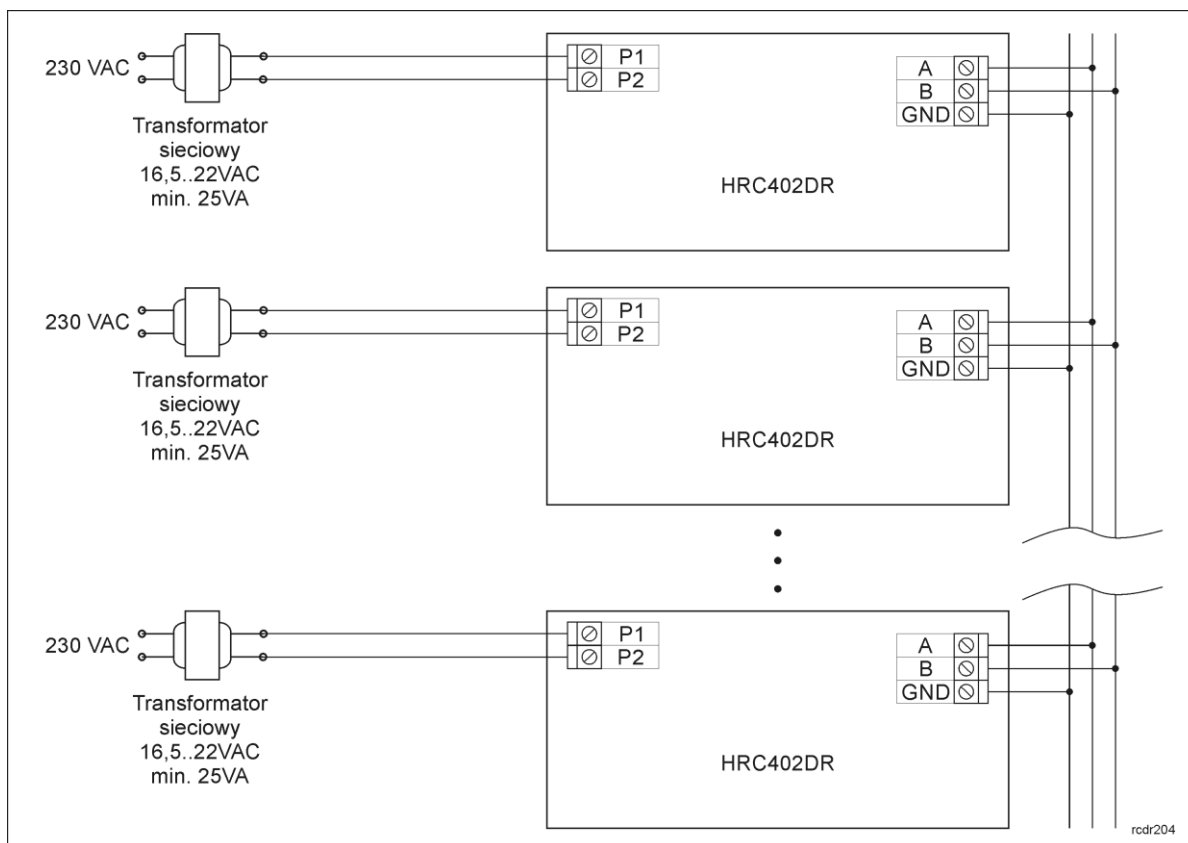 230 VAC
Transformator
sieciowy
16,5..22VAC
min. 25VA
P1
P2
A
B
GND
HRC402DR
230 VAC
Transformator
sieciowy
16,5..22VAC
min. 25VA
P1
P2
A
B
GND
HRC402DR
230 VAC
Transformator
sieciowy
16,5..22VAC
min. 25VA
P1
P2
A
B
GND
HRC402DR
rcdr204